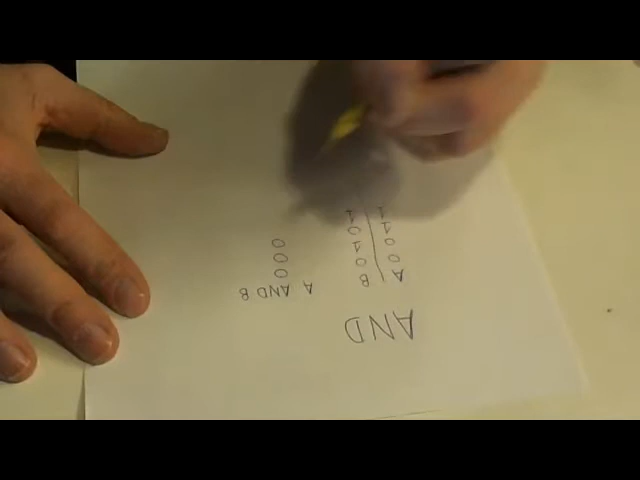 AND
A B A AND B
0 0 0
0 1 0
1 0 0
1 1